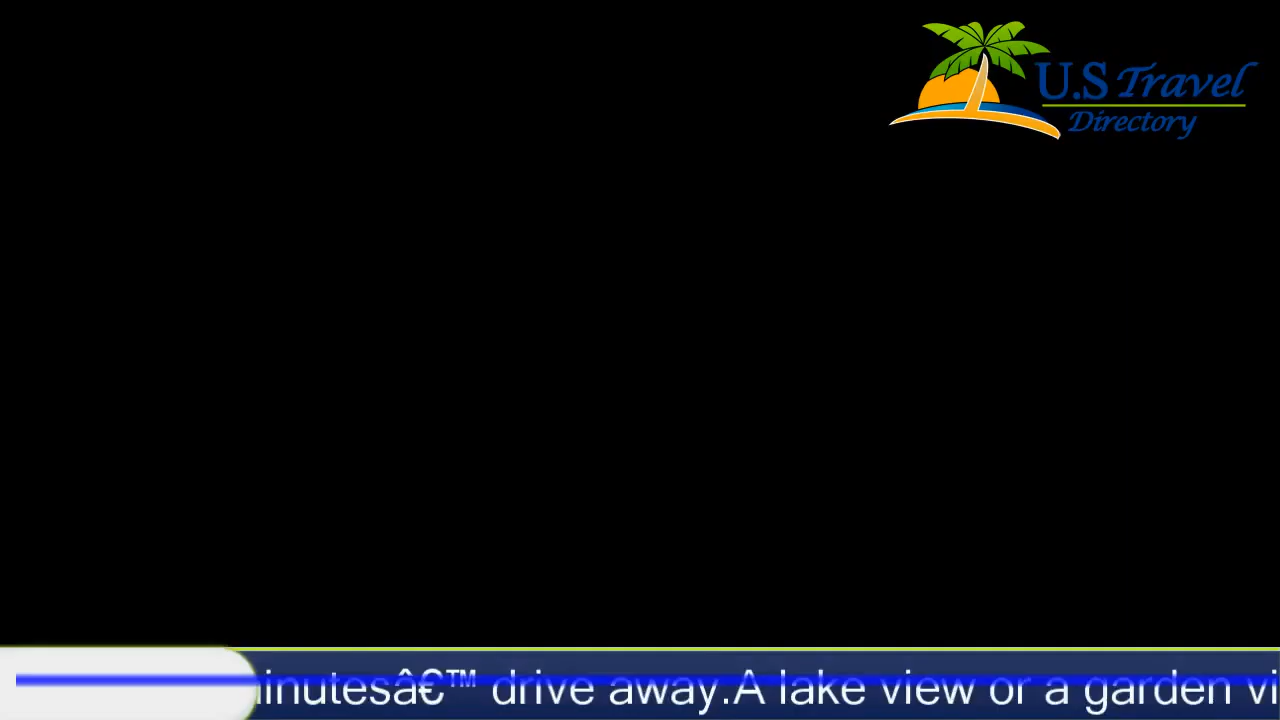 U.S Travel
Directory
inutesâ€™ drive away.A lake view or a garden vi